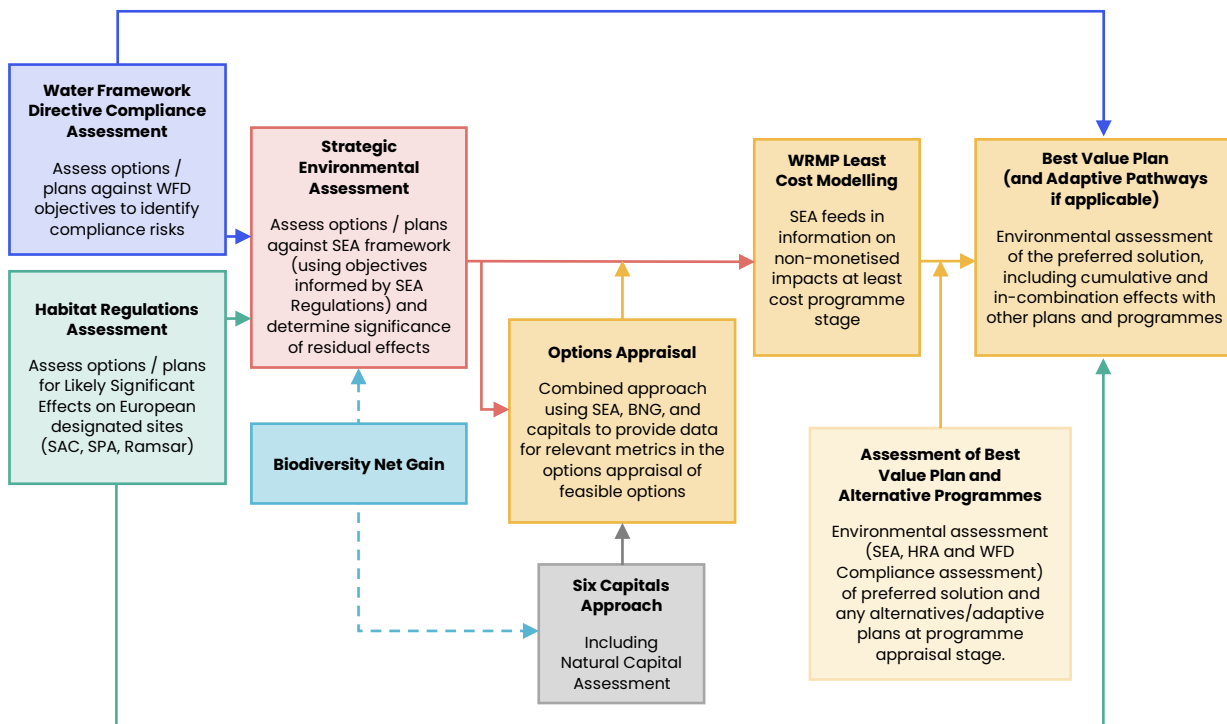 Water Framework
Directive Compliance
Assessment
Assess options /
plans against WFD
objectives to identify
compliance risks
Habitat Regulations
Assessment
Assess options / plans
for Likely Significant
Effects on European
designated sites
(SAC, SPA, Ramsar)
Strategic
Environmental
Assessment
Assess options / plans
against SEA framework
(using objectives
informed by SEA
Regulations) and
determine significance
of residual effects
Biodiversity Net Gain
Options Appraisal
Combined approach
using SEA, BNG, and
capitals to provide data
for relevant metrics in the
options appraisal of
feasible options
Six Capitals
Approach
Including
Natural Capital
Assessment
WRMP Least
Cost Modelling
SEA feeds in
information on
non-monetised
impacts at least
cost programme
stage
Assessment of Best
Value Plan and
Alternative Programmes
Environmental assessment
(SEA, HRA and WFD
Compliance assessment)
of preferred solution and
any alternatives/adaptive
plans at programme
appraisal stage.
Best Value Plan
(and Adaptive Pathways
if applicable)
Environmental assessment
of the preferred solution,
including cumulative and
in-combination effects with
other plans and programmes